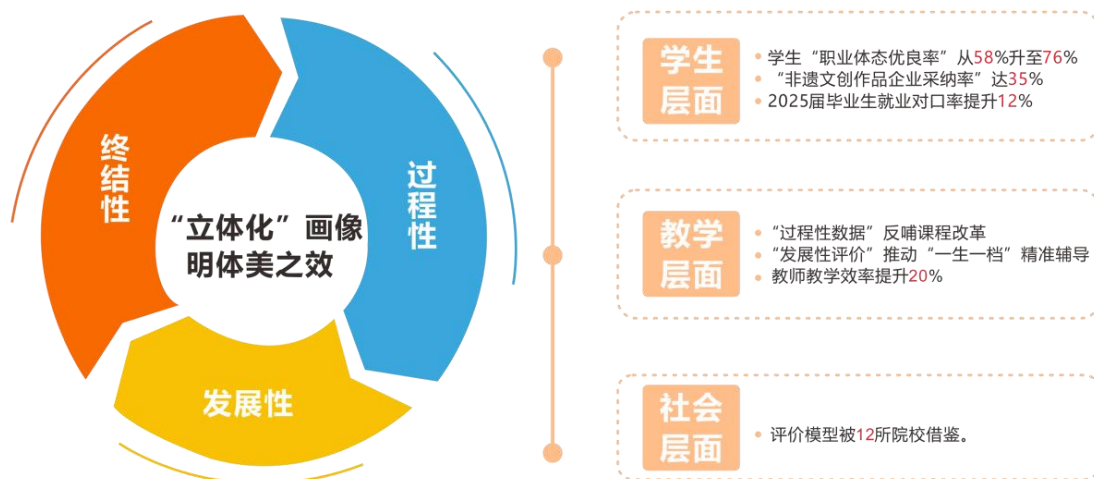 终结性
过程性
“立体化”画像
明体美之效
发展性
学生
层面
学生“职业体态优良率”从58%升至76%
“非遗文创作品企业采纳率”达35%
2025届毕业生就业对口率提升12%
教学
层面
“过程性数据”反哺课程改革
“发展性评价”推动“一生一档”精准辅导
教师教学效率提升20%
社会
层面
评价模型被12所院校借鉴。